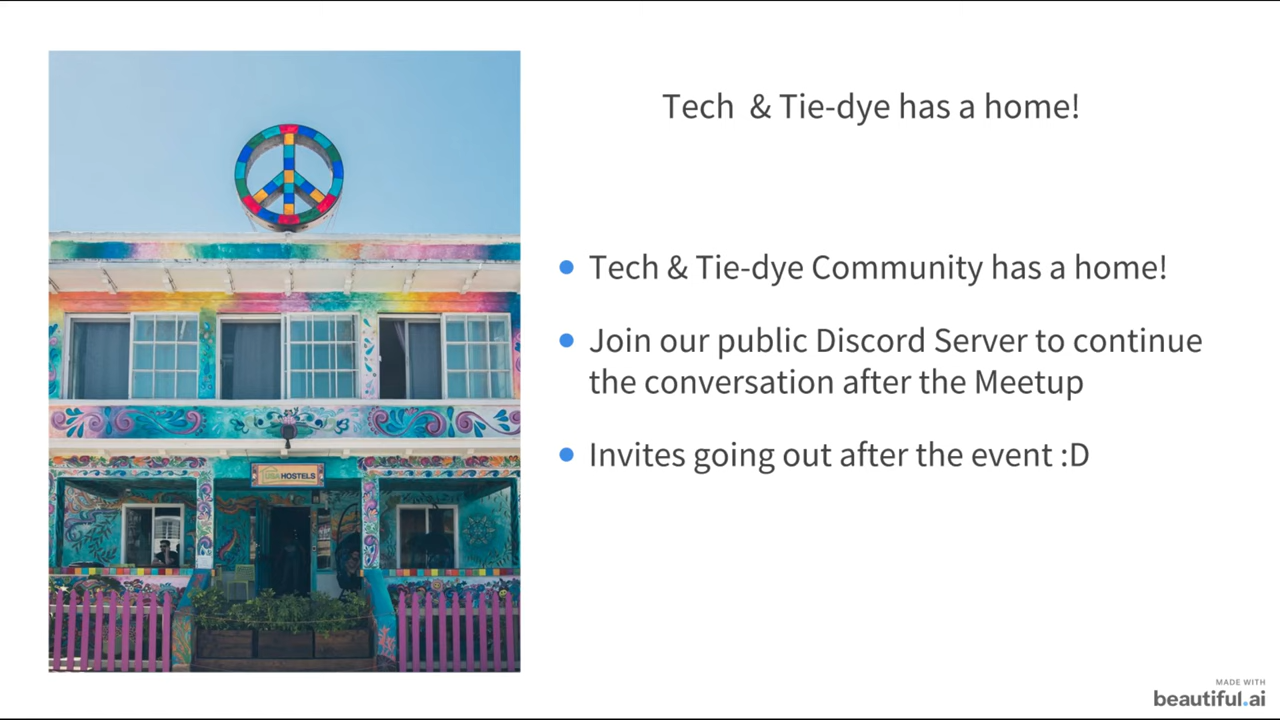 Tech & Tie-dye has a home!
Tech & Tie-dye Community has a home!
Join our public Discord Server to continue
the conversation after the Meetup
Invites going out after the event :D
USA HOSTELS
MADE WITH
beautiful.ai